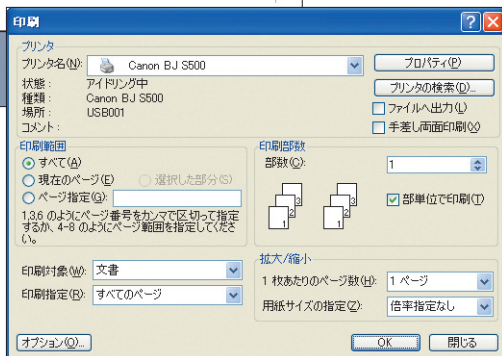 印刷
プリンタ
プリンタ名(N): Canon BJ S500
プロパティ(P)
状態: アイドリング中
プリンタの検索(D)...
種類: Canon BJ S500
場所: USB001
ファイルへ出力(L)
コメント:
手差し両面印刷(X)
印刷範囲
すべて(A)
現在のページ(E) 選択した部分(S)
ページ指定(G):
1,3,6 のようにページ番号をカンマで区切って指定
するか、4-8 のようにページ範囲を指定してくださ
い。
印刷部数
部数(C): 1
部単位で印刷(T)
1 2 3
1 2 3
印刷対象(W): 文書
印刷指定(R): すべてのページ
拡大/縮小
1 枚あたりのページ数(H): 1 ページ
用紙サイズの指定(Z): 倍率指定なし
オプション(O)...
OK
閉じる